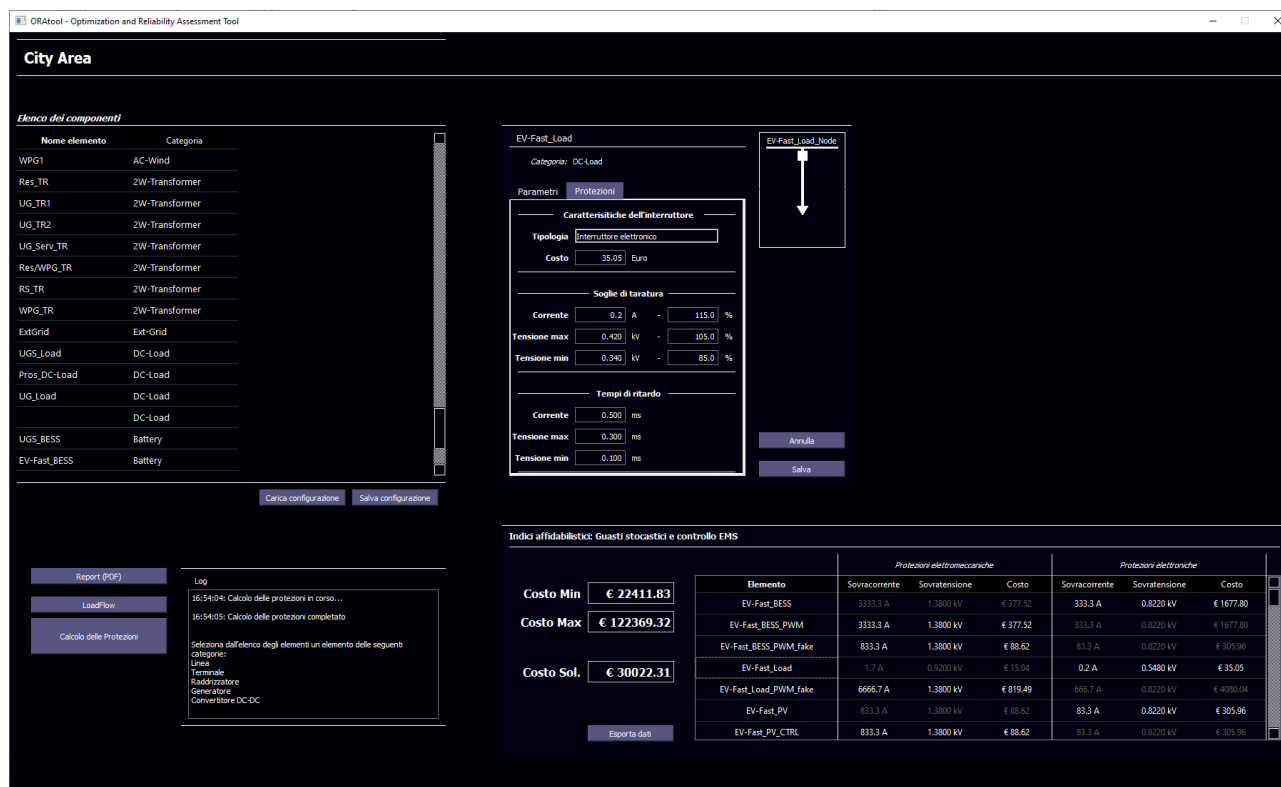 ORAtool - Optimization and Reliability Assessment Tool
City Area
Elenco dei componenti
Nome elemento Categoria
WPG1 AC-Wind
Res_TR 2W-Transformer
UG_TR1 2W-Transformer
UG_TR2 2W-Transformer
UG_Serv_TR 2W-Transformer
Res/WPG_TR 2W-Transformer
RS_TR 2W-Transformer
WPG_TR 2W-Transformer
ExtGrid Ext-Grid
UGS_Load DC-Load
Pros_DC-Load DC-Load
UG_Load DC-Load
DC-Load
UGS_BESS Battery
EV-Fast_BESS Battery
Carica configurazione Salva configurazione
EV-Fast_Load
Categoria: DC-Load
Parametri Protezioni
Caratterisitiche dell'interruttore
Tipologia Interruttore elettronico
Costo 35.05 Euro
Soglie di taratura
Corrente 0.2 A - 115.0 %
Tensione max 0.420 kV - 105.0 %
Tensione min 0.340 kV - 85.0 %
Tempi di ritardo
Corrente 0.500 ms
Tensione max 0.300 ms
Tensione min 0.100 ms
EV-Fast_Load_Node
Annulla
Salva
Report (PDF)
LoadFlow
Calcolo delle Protezioni
Log
16:54:04: Calcolo delle protezioni in corso...
16:54:05: Calcolo delle protezioni completato
Seleziona dall'elenco degli elementi un elemento delle seguenti
categorie:
Linea
Terminale
Raddrizzatore
Generatore
Convertitore DC-DC
Indici affidabilistici: Guasti stocastici e controllo EMS
Costo Min € 22411.83
Costo Max € 122369.32
Costo Sol. € 30022.31
Esporta dati
Protezioni elettromeccaniche Protezioni elettroniche
Elemento Sovracorrente Sovratensione Costo Sovracorrente Sovratensione Costo
EV-Fast_BESS 3333.3 A 1.3800 kV € 377.52 333.3 A 0.8220 kV € 1677.80
EV-Fast_BESS_PWM 3333.3 A 1.3800 kV € 377.52 333.3 A 0.8220 kV € 1677.80
EV-Fast_BESS_PWM_fake 833.3 A 1.3800 kV € 88.62 83.3 A 0.8220 kV € 305.96
EV-Fast_Load 1.7 A 0.9200 kV € 15.04 0.2 A 0.5480 kV € 35.05
EV-Fast_Load_PWM_fake 6666.7 A 1.3800 kV € 819.49 666.7 A 0.8220 kV € 4080.04
EV-Fast_PV 833.3 A 1.3800 kV € 88.62 83.3 A 0.8220 kV € 305.96
EV-Fast_PV_CTRL 833.3 A 1.3800 kV € 88.62 83.3 A 0.8220 kV € 305.96